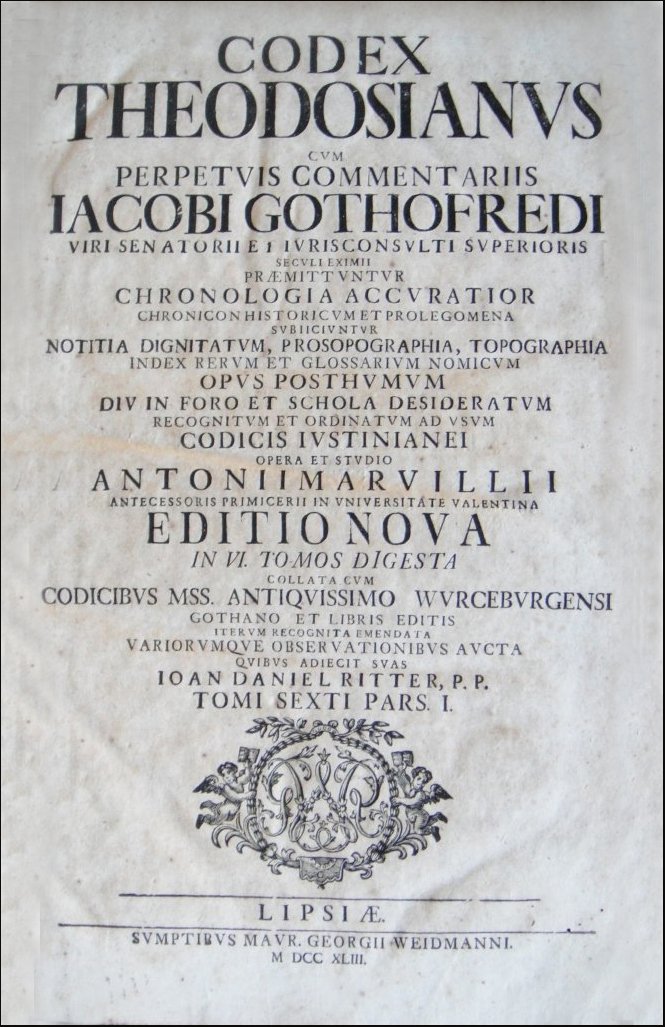 CODEX
THEODOSIANVS
CVM
PERPETVIS COMMENTARIIS
IACOBI GOTHOFREDI
VIRI SENATORII ET IVRISCONSVLTI SVPERIORIS
SECVLI EXIMII
PRÆMITTVNTVR
CHRONOLOGIA ACCVRATIOR
CHRONICON HISTORICVM ET PROLEGOMENA
SVBIICIVNTVR
NOTITIA DIGNITATVM, PROSOPOGRAPHIA, TOPOGRAPHIA
INDEX RERVM ET GLOSSARIVM NOMICVM
OPVS POSTHVMVM
DIV IN FORO ET SCHOLA DESIDERATVM
RECOGNITVM ET ORDINATVM AD VSVM
CODICIS IVSTINIANEI
OPERA ET STVDIO
ANTONII MARVILLII
ANTECESSORIS PRIMICERII IN VNIVERSITATE VALENTINA
EDITIO NOVA
IN VI. TOMOS DIGESTA
COLLATA CVM
CODICIBVS MSS. ANTIQVISSIMO WVRCEBVRGENSI
GOTHANO ET LIBRIS EDITIS
ITERVM RECOGNITA EMENDATA
VARIORVMQVE OBSERVATIONIBVS AVCTA
QVIBVS ADIECIT SVAS
IOAN DANIEL RITTER, P. P.
TOMI SEXTI PARS. I.
LIPSIÆ.
SVMPTIBVS MAVR. GEORGII WEIDMANNI.
M DCC XLIII.